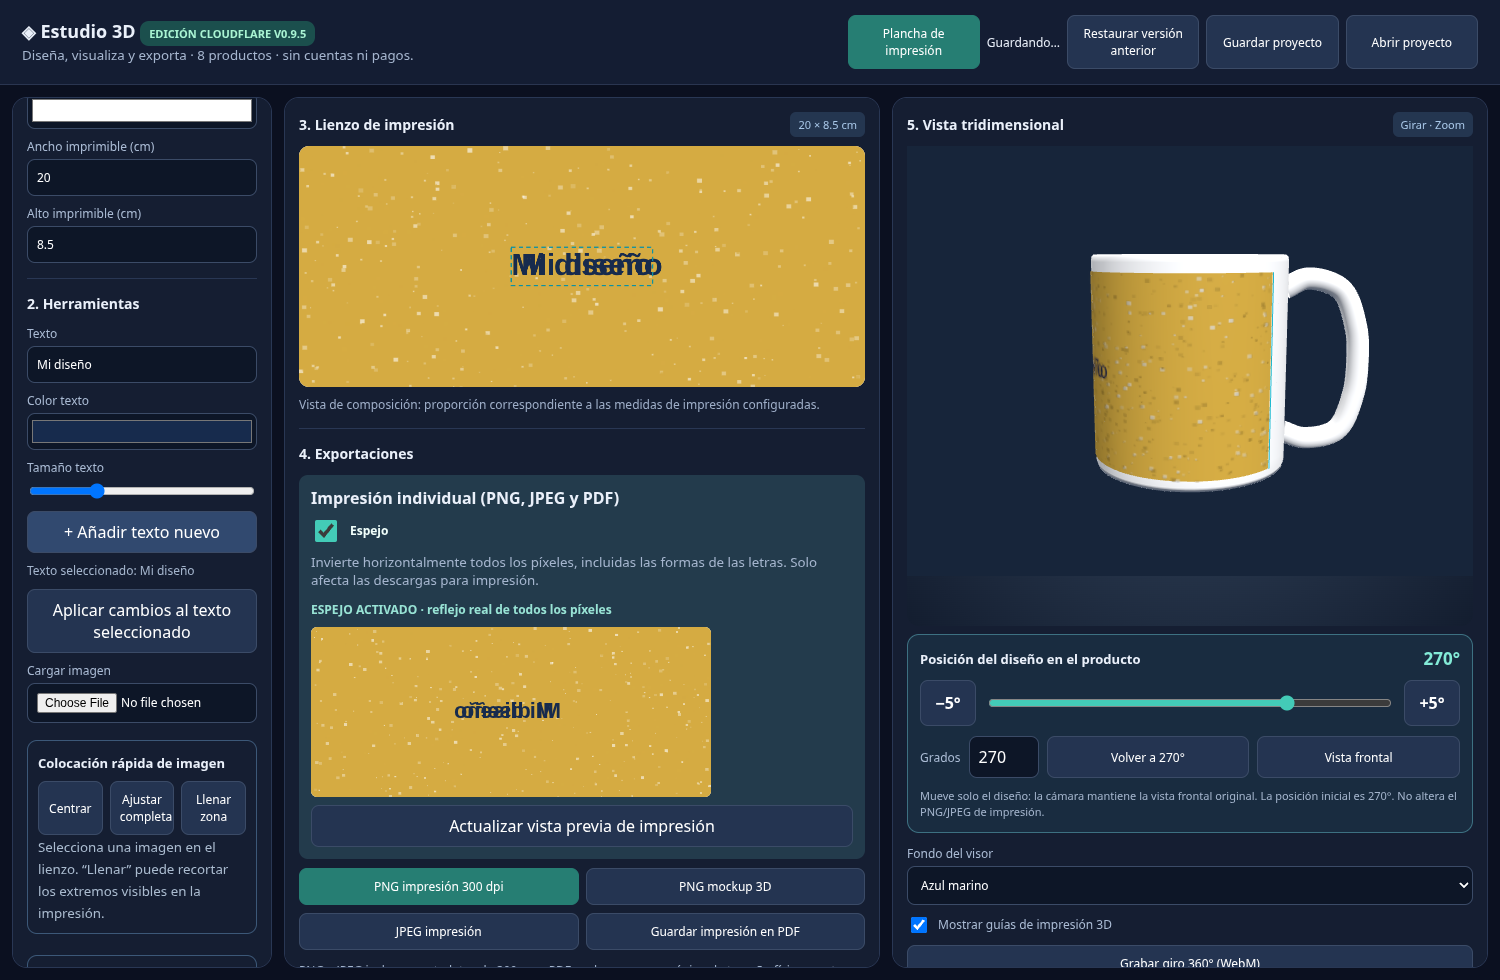 ◈ Estudio 3D EDICIÓN CLOUDFLARE V0.9.5
Diseña, visualiza y exporta · 8 productos · sin cuentas ni pagos.
Plancha de
impresión
Guardando...
Restaurar versión
anterior
Guardar proyecto
Abrir proyecto
Ancho imprimible (cm)
20
Alto imprimible (cm)
8.5
2. Herramientas
Texto
Mi diseño
Color texto
Tamaño texto
+ Añadir texto nuevo
Texto seleccionado: Mi diseño
Aplicar cambios al texto
seleccionado
Cargar imagen
Choose File No file chosen
Colocación rápida de imagen
Centrar
Ajustar
completa
Llenar
zona
Selecciona una imagen en el
lienzo. “Llenar” puede recortar
los extremos visibles en la
impresión.
3. Lienzo de impresión
20 × 8.5 cm
Mi diseño
Vista de composición: proporción correspondiente a las medidas de impresión configuradas.
4. Exportaciones
Impresión individual (PNG, JPEG y PDF)
Espejo
Invierte horizontalmente todos los píxeles, incluidas las formas de las letras. Solo
afecta las descargas para impresión.
ESPEJO ACTIVADO · reflejo real de todos los píxeles
Actualizar vista previa de impresión
PNG impresión 300 dpi
PNG mockup 3D
JPEG impresión
Guardar impresión en PDF
5. Vista tridimensional
Girar · Zoom
Posición del diseño en el producto
270°
−5°
+5°
Grados
270
Volver a 270°
Vista frontal
Mueve solo el diseño: la cámara mantiene la vista frontal original. La posición inicial es 270°. No altera el
PNG/JPEG de impresión.
Fondo del visor
Azul marino
Mostrar guías de impresión 3D
Grabar giro 360° (WebM)